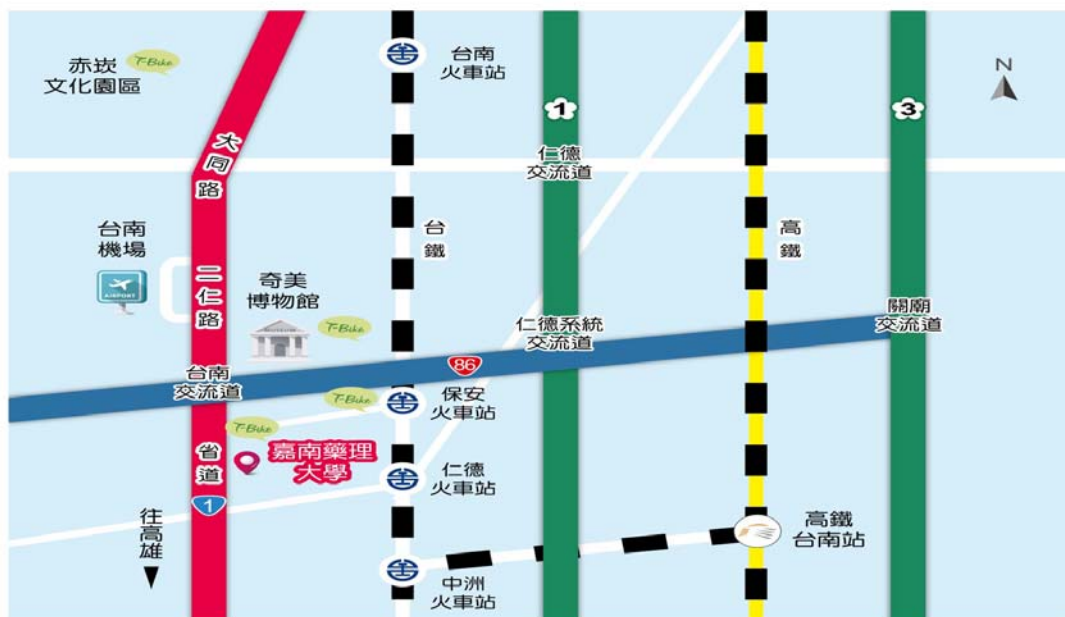 赤崁
文化園區
T-Bike
台南
火車站
N
1
3
大同路
仁德
交流道
台鐵
高鐵
台南
機場
AIRPORT
二仁路
奇美
博物館
MUSEUM
T-Bike
關廟
交流道
仁德系統
交流道
86
台南
交流道
T-Bike
保安
火車站
T-Bike
嘉南藥理
大學
省道
1
仁德
火車站
往高雄
高鐵
台南站
中洲
火車站